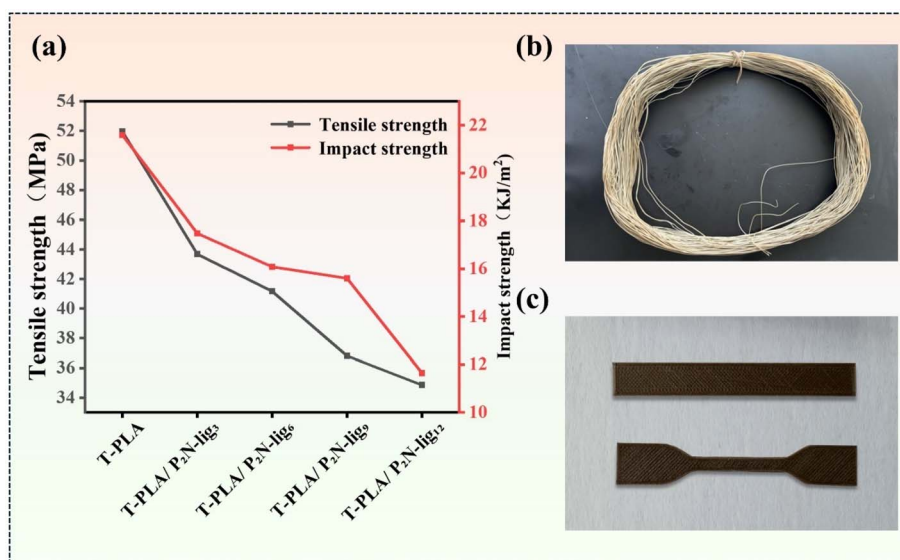 (a)
Tensile strength
Impact strength
Tensile strength（MPa）
54
52
50
48
46
44
42
40
38
36
34
Impact strength（KJ/m²）
22
20
18
16
14
12
10
T-PLA
T-PLA/ P₂N-lig₃
T-PLA/ P₂N-lig₆
T-PLA/ P₂N-lig₉
T-PLA/ P₂N-lig₁₂
(b)
(c)